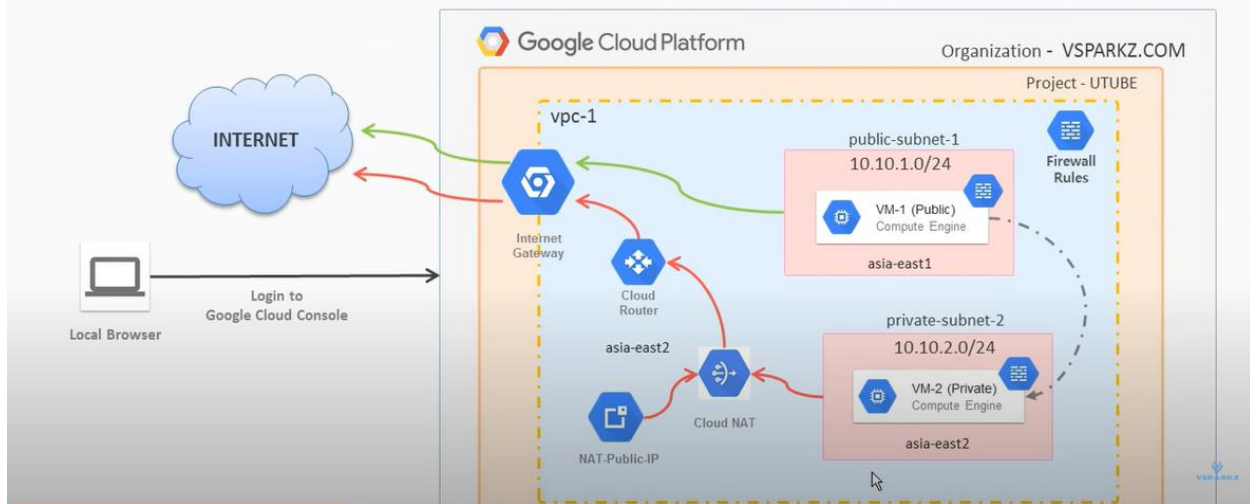 Google Cloud Platform
Organization - VSPARKZ.COM
Project - UTUBE
vpc-1
INTERNET
public-subnet-1
10.10.1.0/24
Firewall
Rules
VM-1 (Public)
Compute Engine
asia-east1
Internet
Gateway
Cloud
Router
Login to
Google Cloud Console
Local Browser
private-subnet-2
10.10.2.0/24
asia-east2
VM-2 (Private)
Compute Engine
asia-east2
Cloud NAT
NAT-Public-IP
VSPARKZ